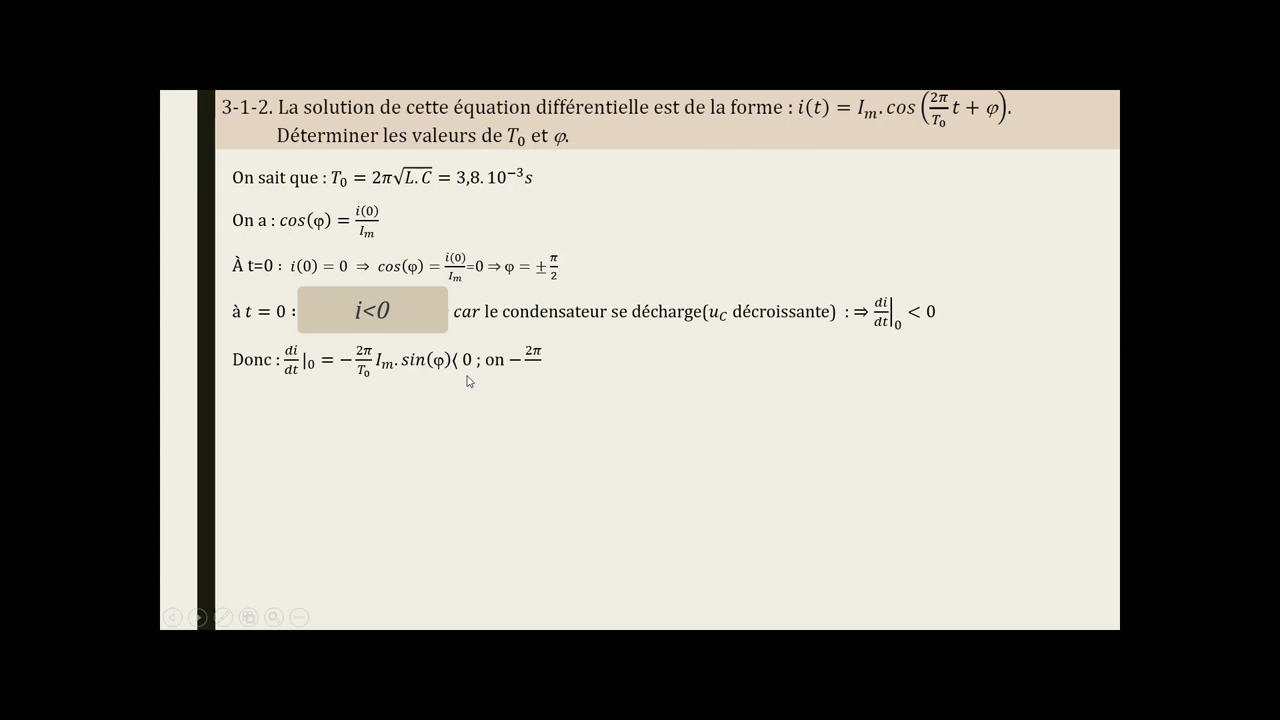 3-1-2. La solution de cette équation différentielle est de la forme : i(t) = Iₘ. cos (2π/T₀ t + φ).
Déterminer les valeurs de T₀ et φ.
On sait que : T₀ = 2π√L.C = 3,8. 10⁻³s
On a : cos(φ) = i(0)/Iₘ
À t=0 : i(0) = 0 ⇒ cos(φ) = i(0)/Iₘ=0 ⇒ φ = ± π/2
à t = 0 : i<0 car le condensateur se décharge(u_C décroissante) : ⇒ di/dt|₀ < 0
Donc : di/dt|₀ = − 2π/T₀ Iₘ. sin(φ)⟨ 0 ; on − 2π/